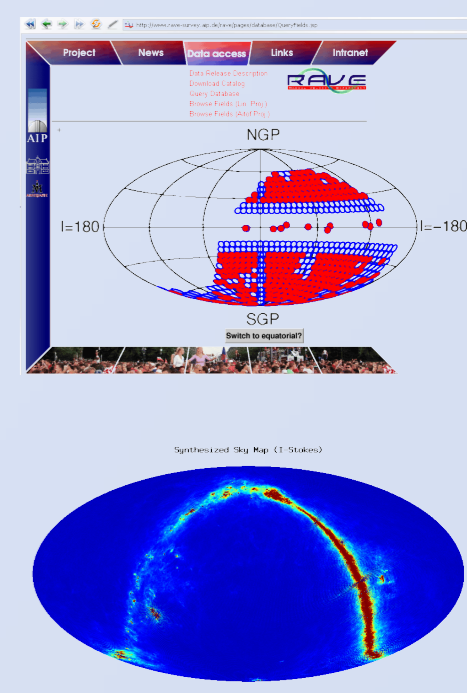 http://www.rave-survey.aip.de/rave/pages/database/QueryFields.jsp
Project News Data access Links Intranet
Data Release Description
Download Catalog
Query Database
Browse Fields (Lin. Proj.)
Browse Fields (Aitof Proj.)
RAVE
AIP
NGP
l=180
l=-180
SGP
Switch to equatorial?
Synthesized Sky Map (I-Stokes)